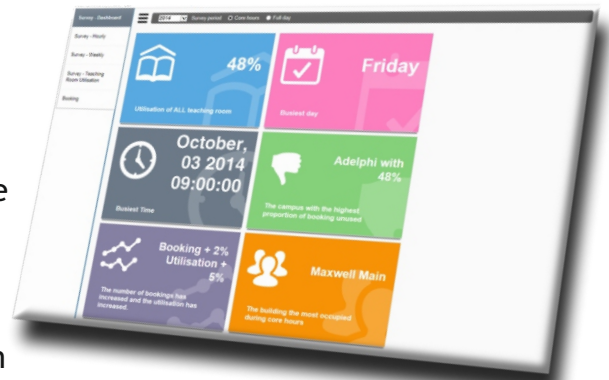 Survey - Dashboard
Survey - Hourly
Survey - Weekly
Survey - Teaching
Room Utilisation
Booking
2014 Survey period Core hours Full day
48%
Utilisation of ALL teaching room
Friday
Busiest day
October,
03 2014
09:00:00
Busiest Time
Adelphi with
48%
The campus with the highest
proportion of booking unused
Booking + 2%
Utilisation +
5%
The number of bookings has
increased and the utilisation has
increased.
Maxwell Main
The building the most occupied
during core hours